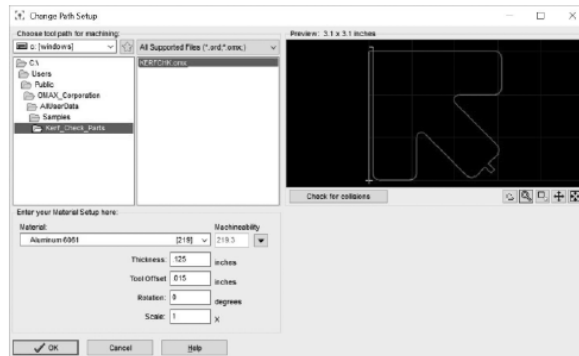 Change Path Setup
Choose tool path for machining:
c: [windows]
All Supported Files (*.ord;*.omx;)
Preview: 3.1 x 3.1 inches
C:\
Users
Public
OMAX_Corporation
AllUserData
Samples
Kerf_Check_Parts
KERFCHK.omx
Check for collisions
Enter your Material Setup here:
Material:
Machineability
Aluminum 6061 [219]
219.3
Thickness: .125 inches
Tool Offset .015 inches
Rotation: 0 degrees
Scale: 1 X
OK
Cancel
Help